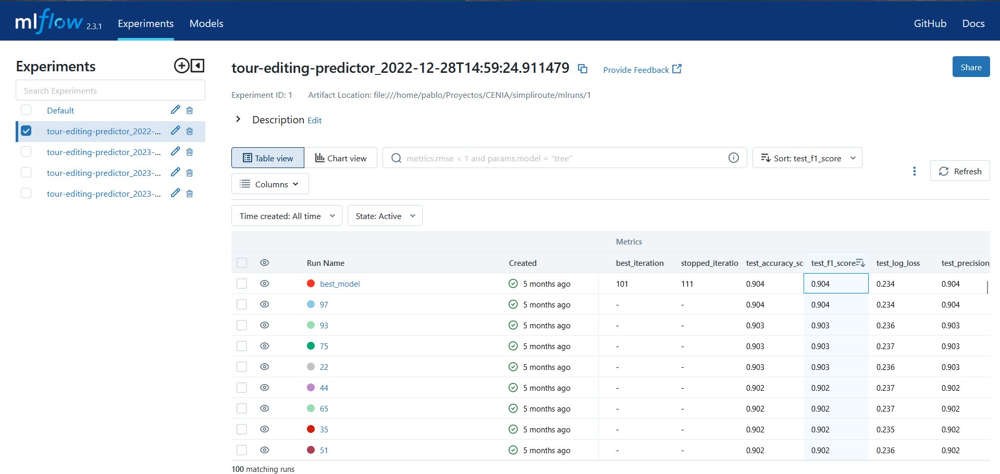 mlflow 2.3.1 Experiments Models GitHub Docs
Experiments
Search Experiments
Default
tour-editing-predictor_2022-...
tour-editing-predictor_2023-...
tour-editing-predictor_2023-...
tour-editing-predictor_2023-...
tour-editing-predictor_2022-12-28T14:59:24.911479 Provide Feedback Share
Experiment ID: 1 Artifact Location: file:///home/pablo/Proyectos/CENIA/simpliroute/mlruns/1
Description Edit
Table view Chart view metrics.rmse < 1 and params.model = "tree" Sort: test_f1_score Refresh
Columns
Time created: All time State: Active
Metrics
Run Name Created best_iteration stopped_iteratio test_accuracy_sc test_f1_score test_log_loss test_precision_
best_model 5 months ago 101 111 0.904 0.904 0.234 0.904
97 5 months ago - - 0.904 0.904 0.234 0.904
93 5 months ago - - 0.903 0.903 0.236 0.903
75 5 months ago - - 0.903 0.903 0.237 0.903
22 5 months ago - - 0.903 0.903 0.236 0.903
44 5 months ago - - 0.902 0.902 0.237 0.902
65 5 months ago - - 0.902 0.902 0.237 0.902
35 5 months ago - - 0.902 0.902 0.235 0.902
51 5 months ago - - 0.902 0.902 0.236 0.902
100 matching runs